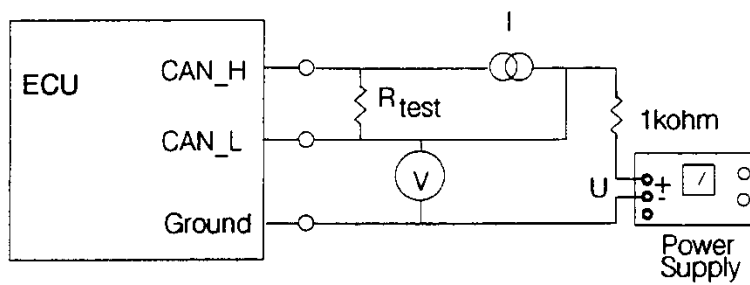 I
CAN_H
ECU
R test
1kohm
CAN_L
V
U
+
-
Ground
Power
Supply